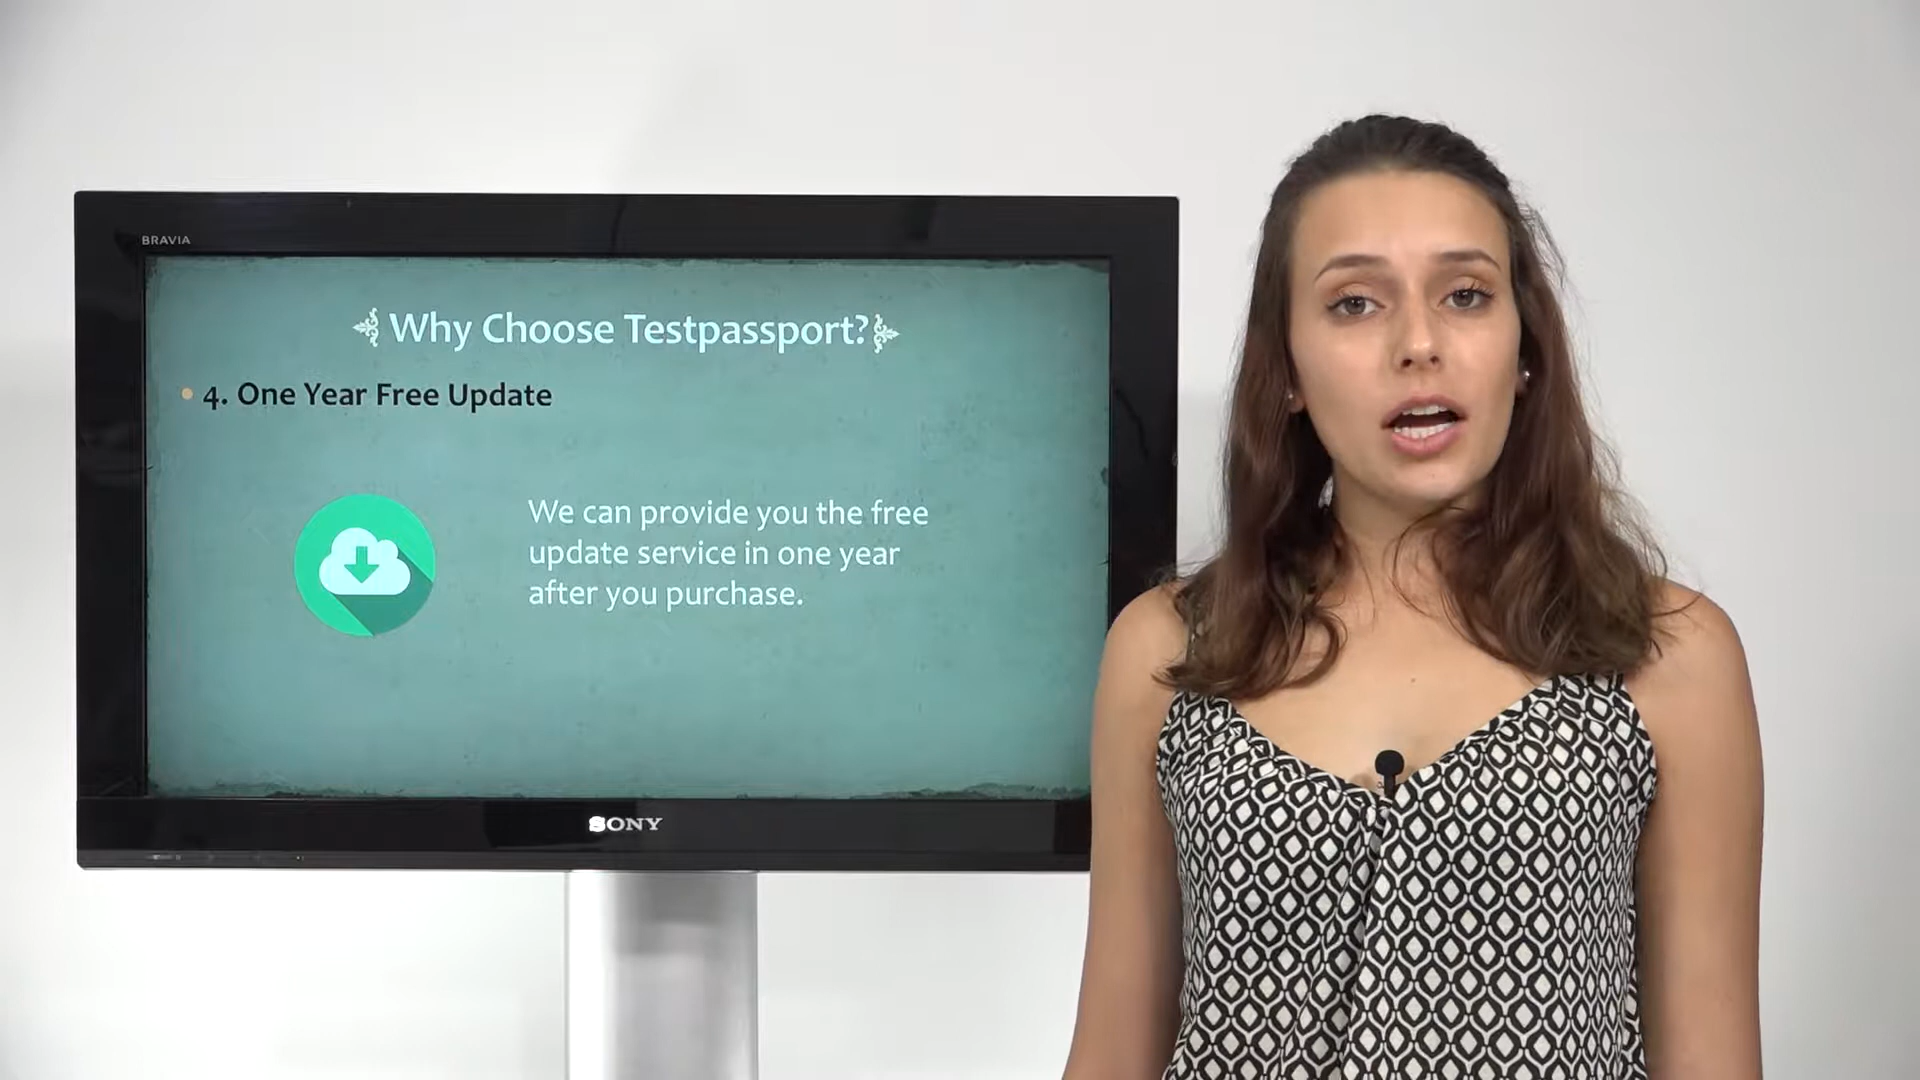 BRAVIA
Why Choose Testpassport?
• 4. One Year Free Update
We can provide you the free
update service in one year
after you purchase.
SONY